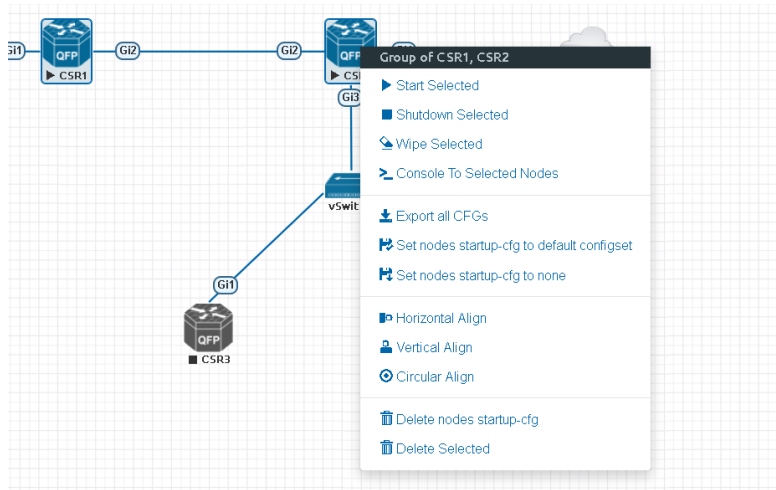 Gi1
Gi2
Gi2
QFP
QFP
CSR1
Gi3
Group of CSR1, CSR2
Start Selected
Shutdown Selected
Wipe Selected
Console To Selected Nodes
Export all CFGs
Set nodes startup-cfg to default configset
Set nodes startup-cfg to none
Horizontal Align
Vertical Align
Circular Align
Delete nodes startup-cfg
Delete Selected
Gi1
QFP
CSR3